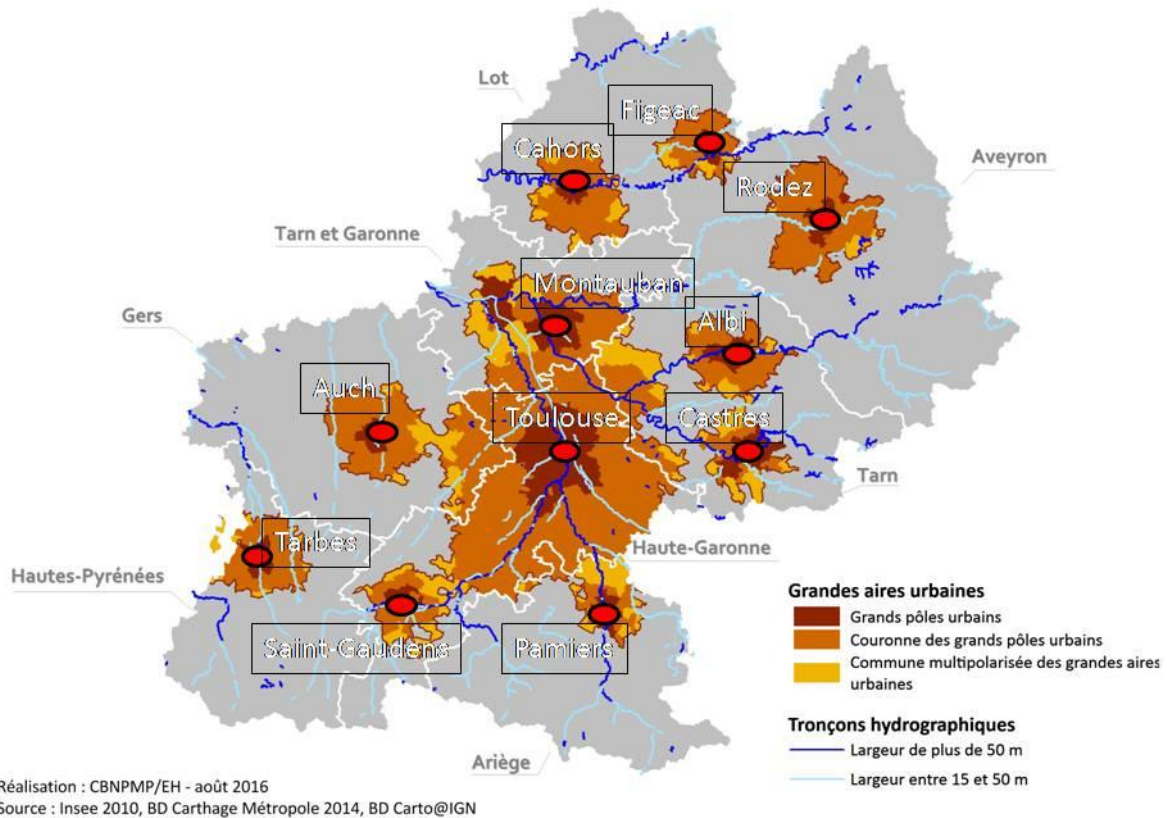 Lot
Figeac
Cahors
Aveyron
Rodez
Tarn et Garonne
Montauban
Gers
Albi
Auch
Toulouse
Castres
Tarn
Tarbes
Haute-Garonne
Hautes-Pyrénées
Saint-Gaudens
Pamiers
Ariège
Grandes aires urbaines
Grands pôles urbains
Couronne des grands pôles urbains
Commune multipolarisée des grandes aires
urbaines
Tronçons hydrographiques
Largeur de plus de 50 m
Largeur entre 15 et 50 m
Réalisation : CBNPMP/EH - août 2016
Source : Insee 2010, BD Carthage Métropole 2014, BD Carto@IGN